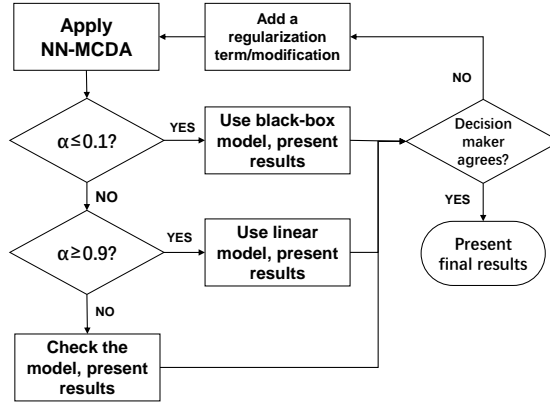 Apply
NN-MCDA
Add a
regularization
term/modification
NO
α≤0.1?
YES
Use black-box
model, present
results
Decision
maker
agrees?
NO
YES
α≥0.9?
YES
Use linear
model, present
results
Present
final results
NO
Check the
model, present
results